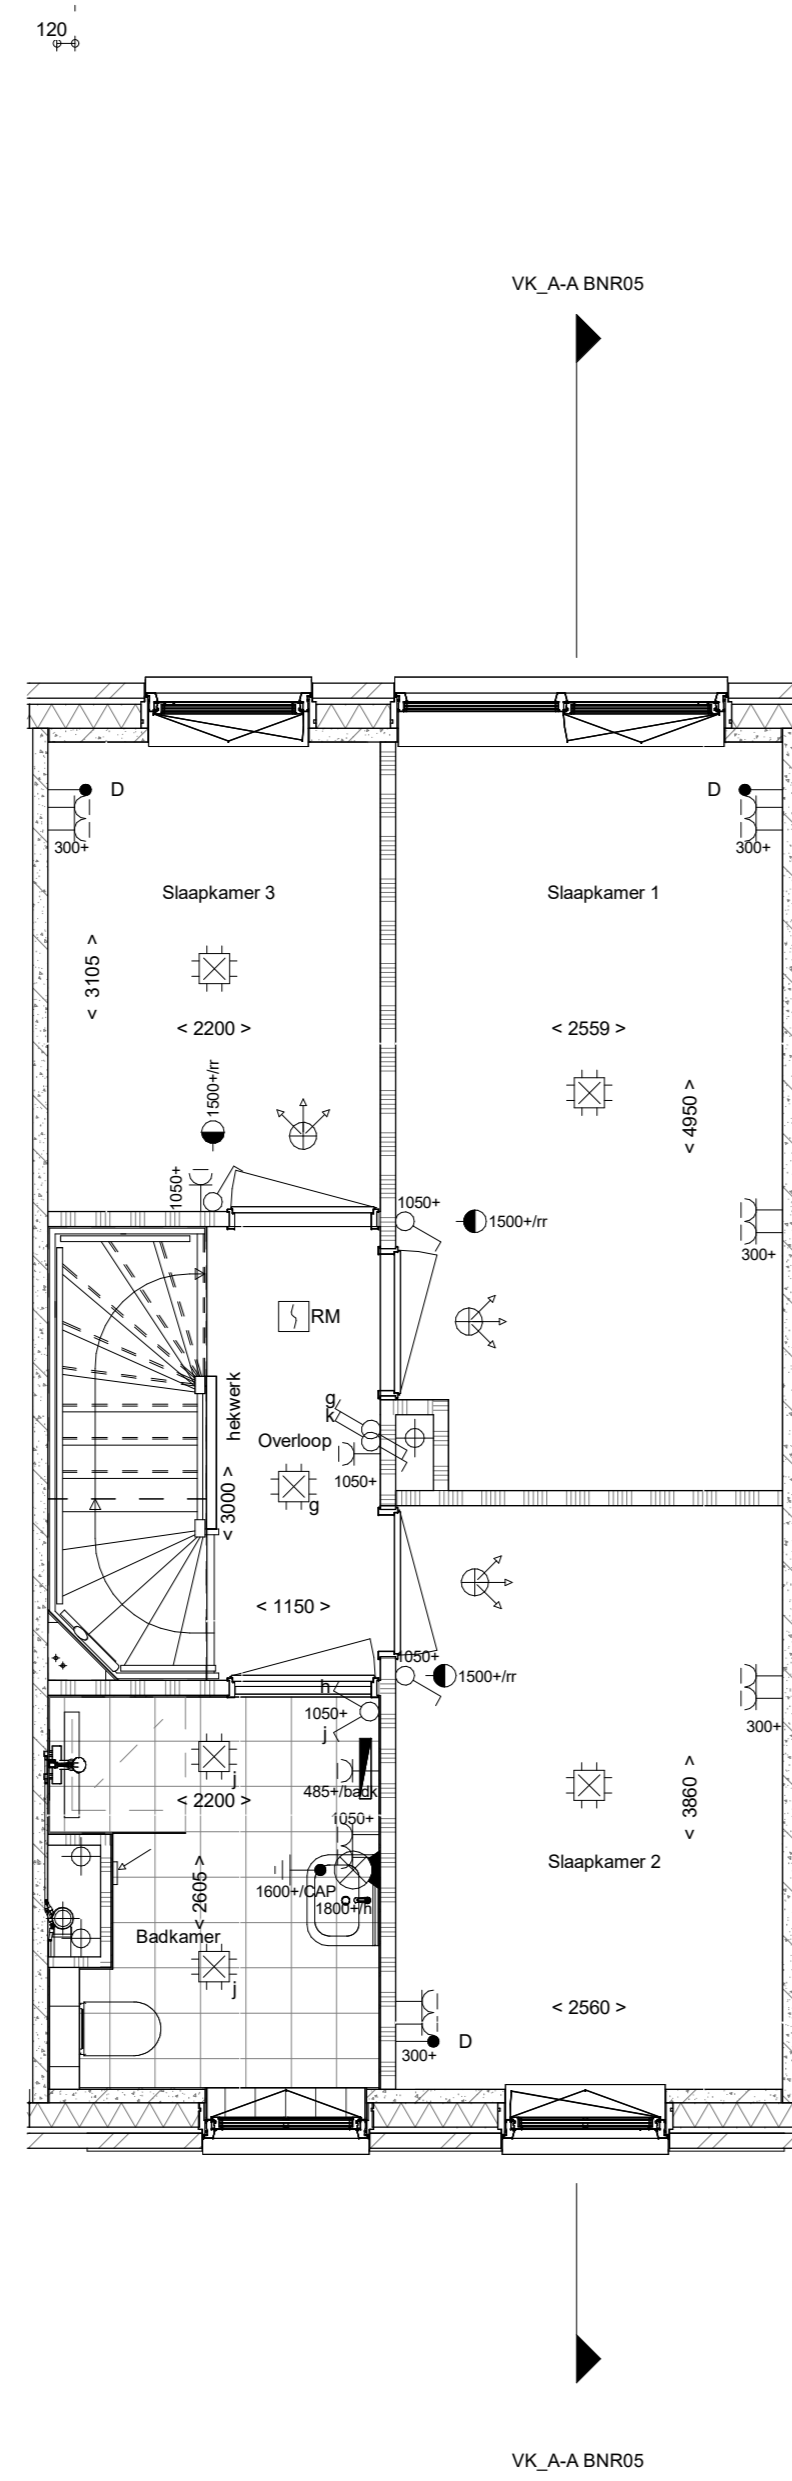 120
VK_A-A BNR05
D
D
300+
300+
Slaapkamer 3
Slaapkamer 1
< 3105 >
< 2200 >
< 2559 >
1500+/rr
< 4950 >
1050+
1050+
1500+/rr
300+
RM
hekwerk
g
k
Overloop
1050+
g
< 3000 >
< 1150 >
1050+
1500+/rr
h
1050+
j
300+
j
485+/badk
< 2200 >
1050+
< 3860 >
Slaapkamer 2
< 2605 >
1600+/CAP
1800+/h
Badkamer
j
< 2560 >
D
300+
VK_A-A BNR05